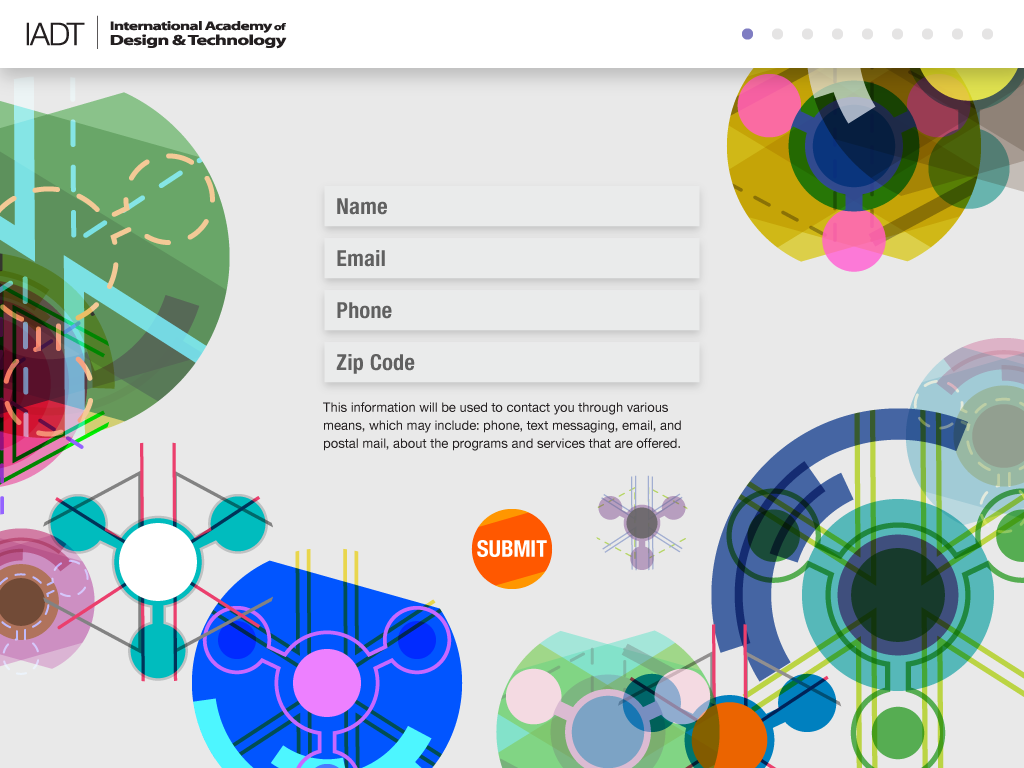 IADT
International Academy of
Design & Technology
Name
Email
Phone
Zip Code
This information will be used to contact you through various
means, which may include: phone, text messaging, email, and
postal mail, about the programs and services that are offered.
SUBMIT